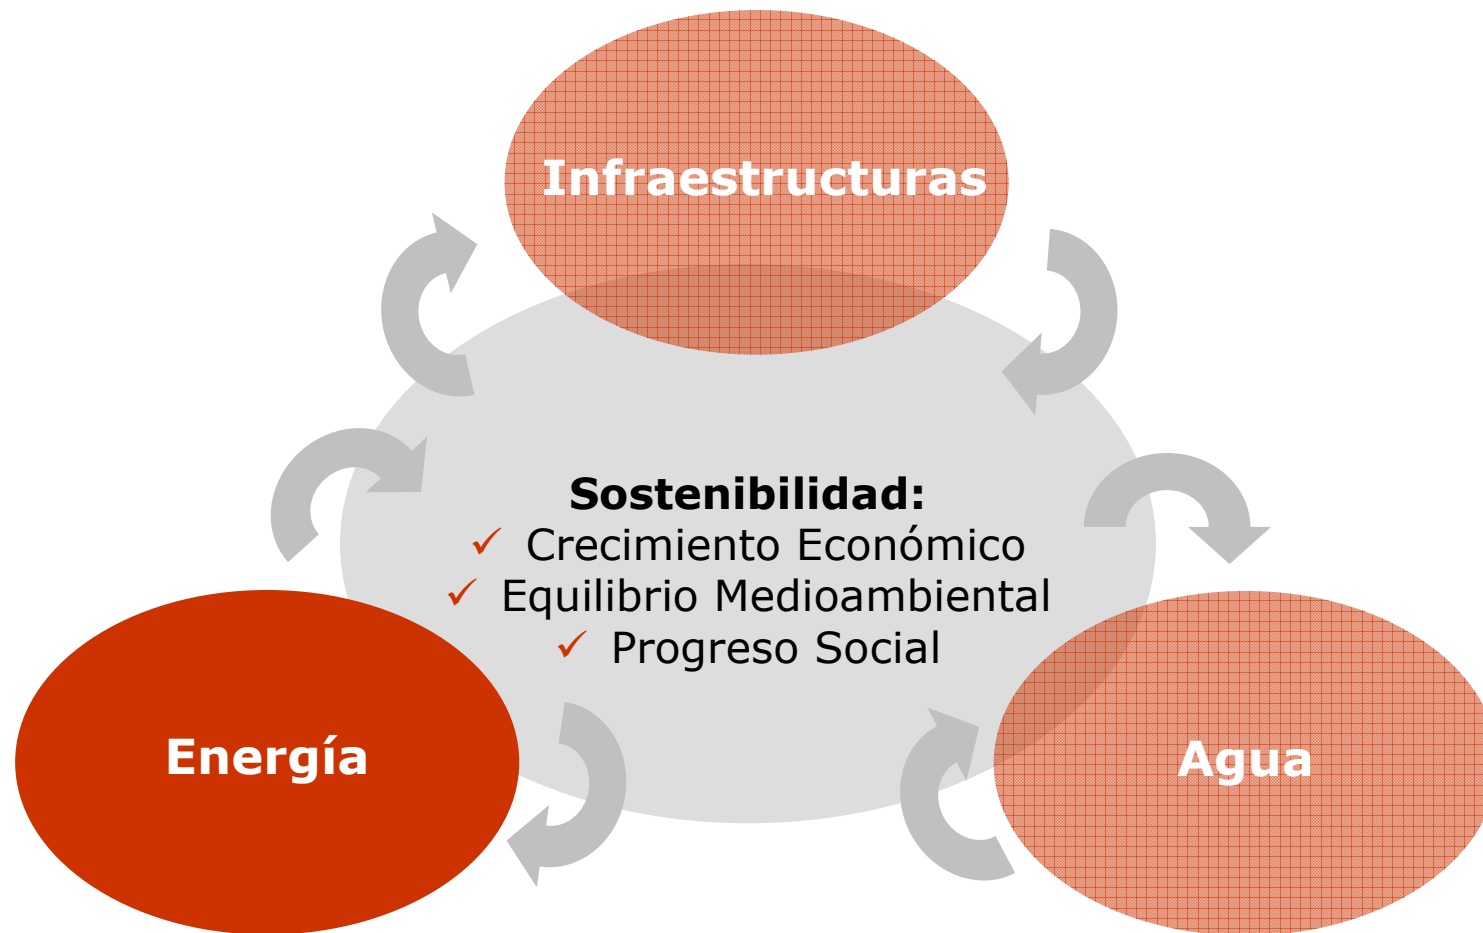 Infraestructuras
Sostenibilidad:
✓ Crecimiento Económico
✓ Equilibrio Medioambiental
✓ Progreso Social
Energía
Agua